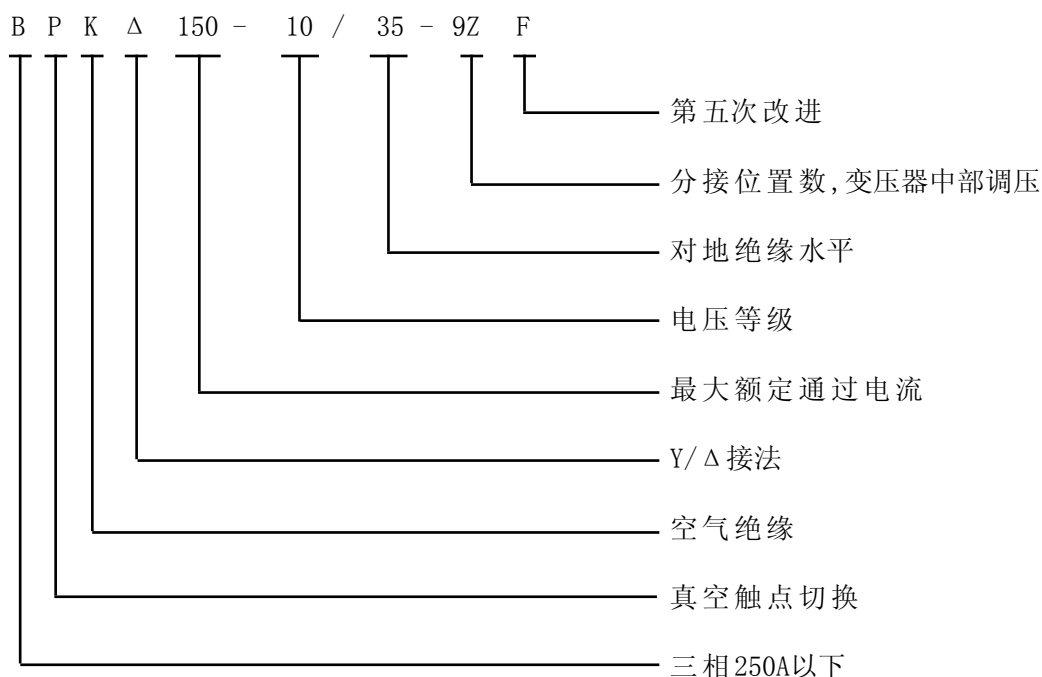 B P K Δ 150 - 10 / 35 - 9Z F
第五次改进
分接位置数,变压器中部调压
对地绝缘水平
电压等级
最大额定通过电流
Y/Δ接法
空气绝缘
真空触点切换
三相250A以下